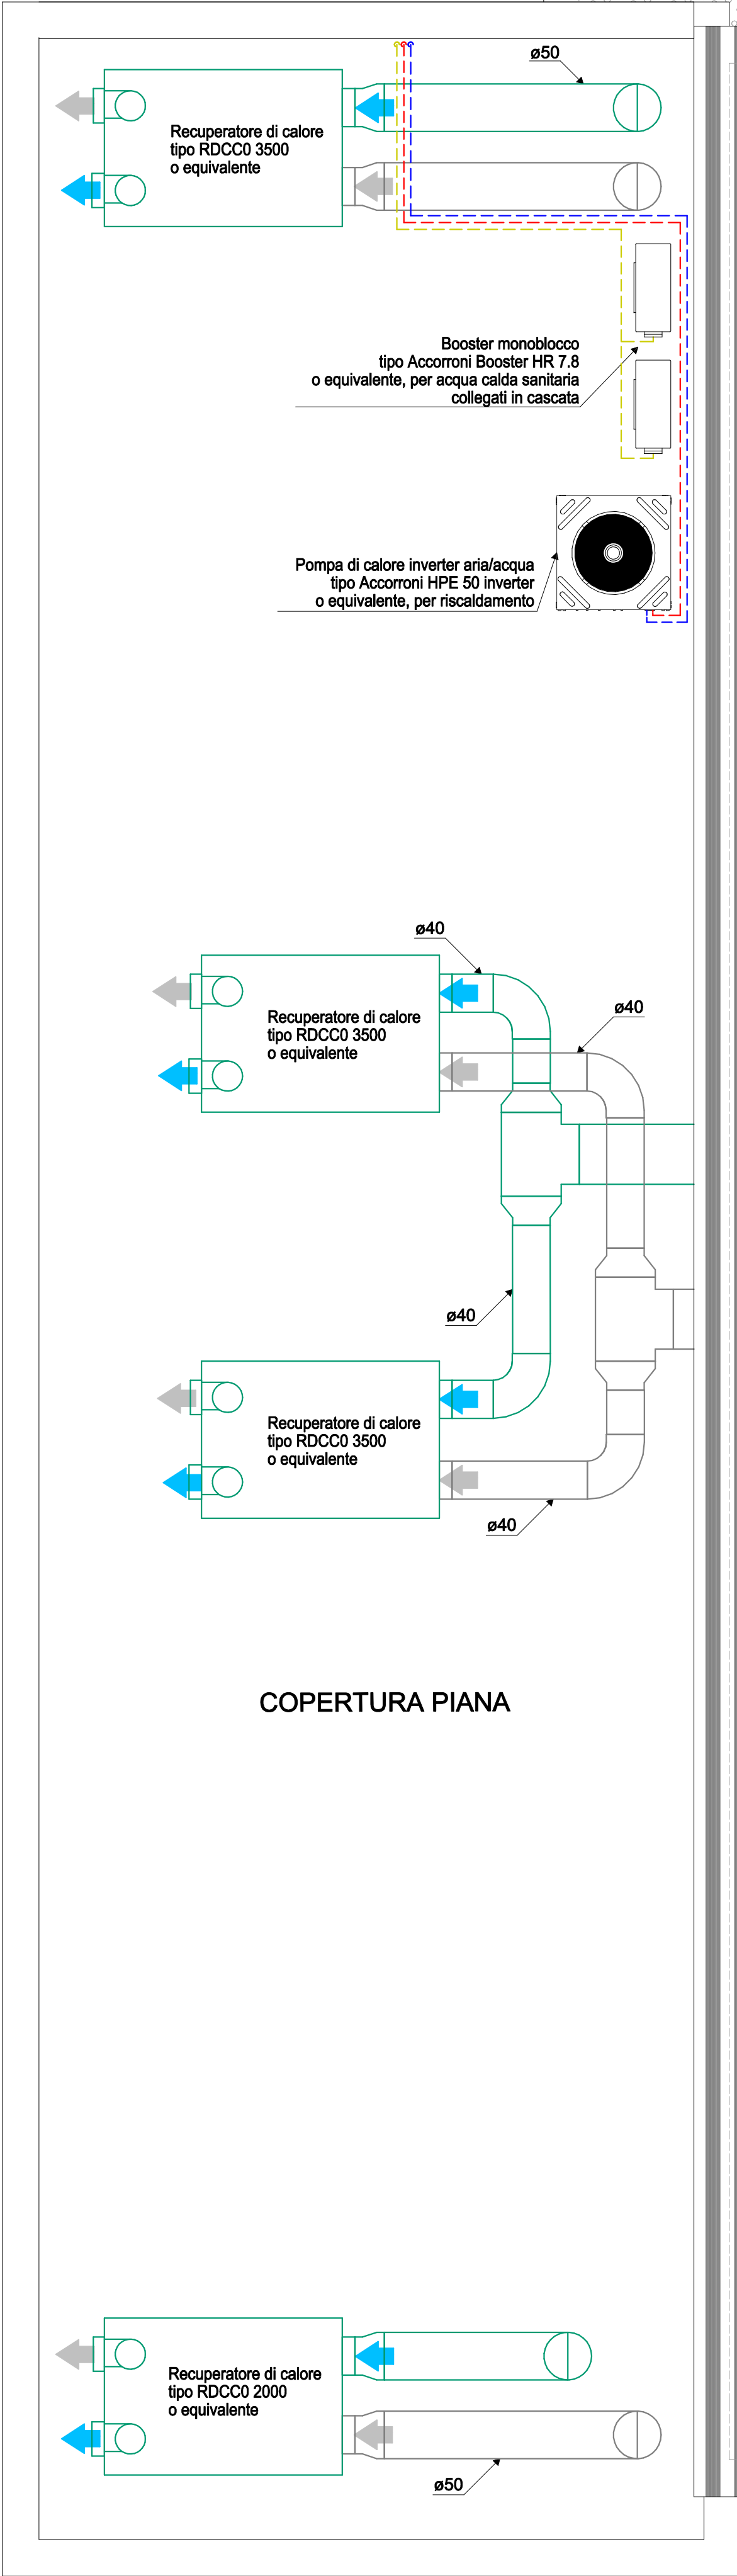 ø50
Recuperatore di calore
tipo RDCC0 3500
o equivalente
Booster monoblocco
tipo Accorroni Booster HR 7.8
o equivalente, per acqua calda sanitaria
collegati in cascata
Pompa di calore inverter aria/acqua
tipo Accorroni HPE 50 inverter
o equivalente, per riscaldamento
ø40
ø40
Recuperatore di calore
tipo RDCC0 3500
o equivalente
ø40
Recuperatore di calore
tipo RDCC0 3500
o equivalente
ø40
COPERTURA PIANA
Recuperatore di calore
tipo RDCC0 2000
o equivalente
ø50